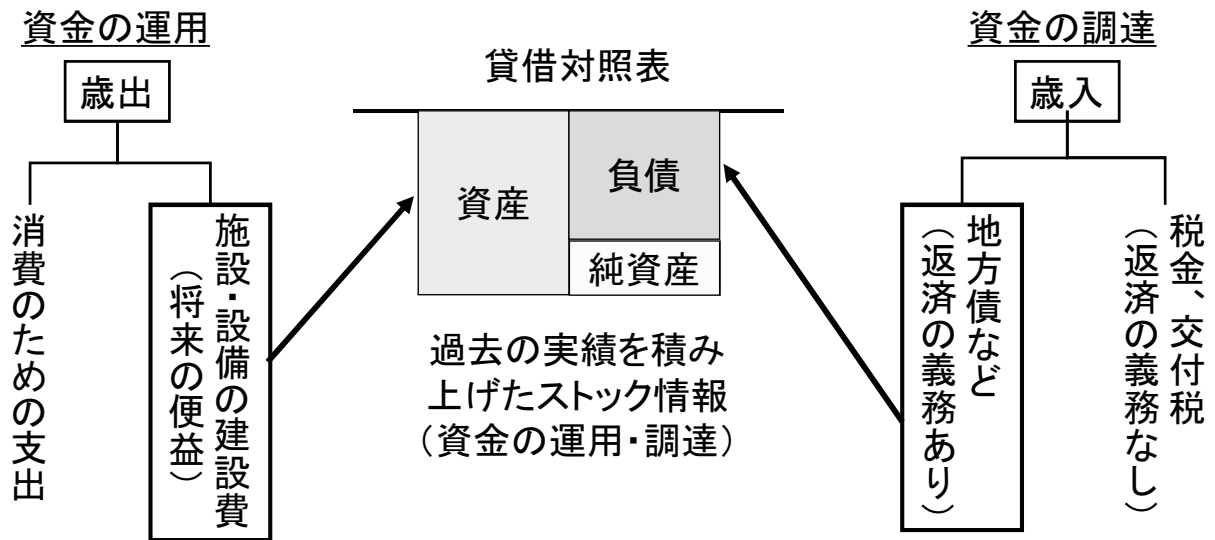 資金の運用
歳出
消費のための支出
施設・設備の建設費
（将来の便益）
貸借対照表
資産
負債
純資産
過去の実績を積み
上げたストック情報
（資金の運用・調達）
資金の調達
歳入
地方債など
（返済の義務あり）
税金、交付税
（返済の義務なし）